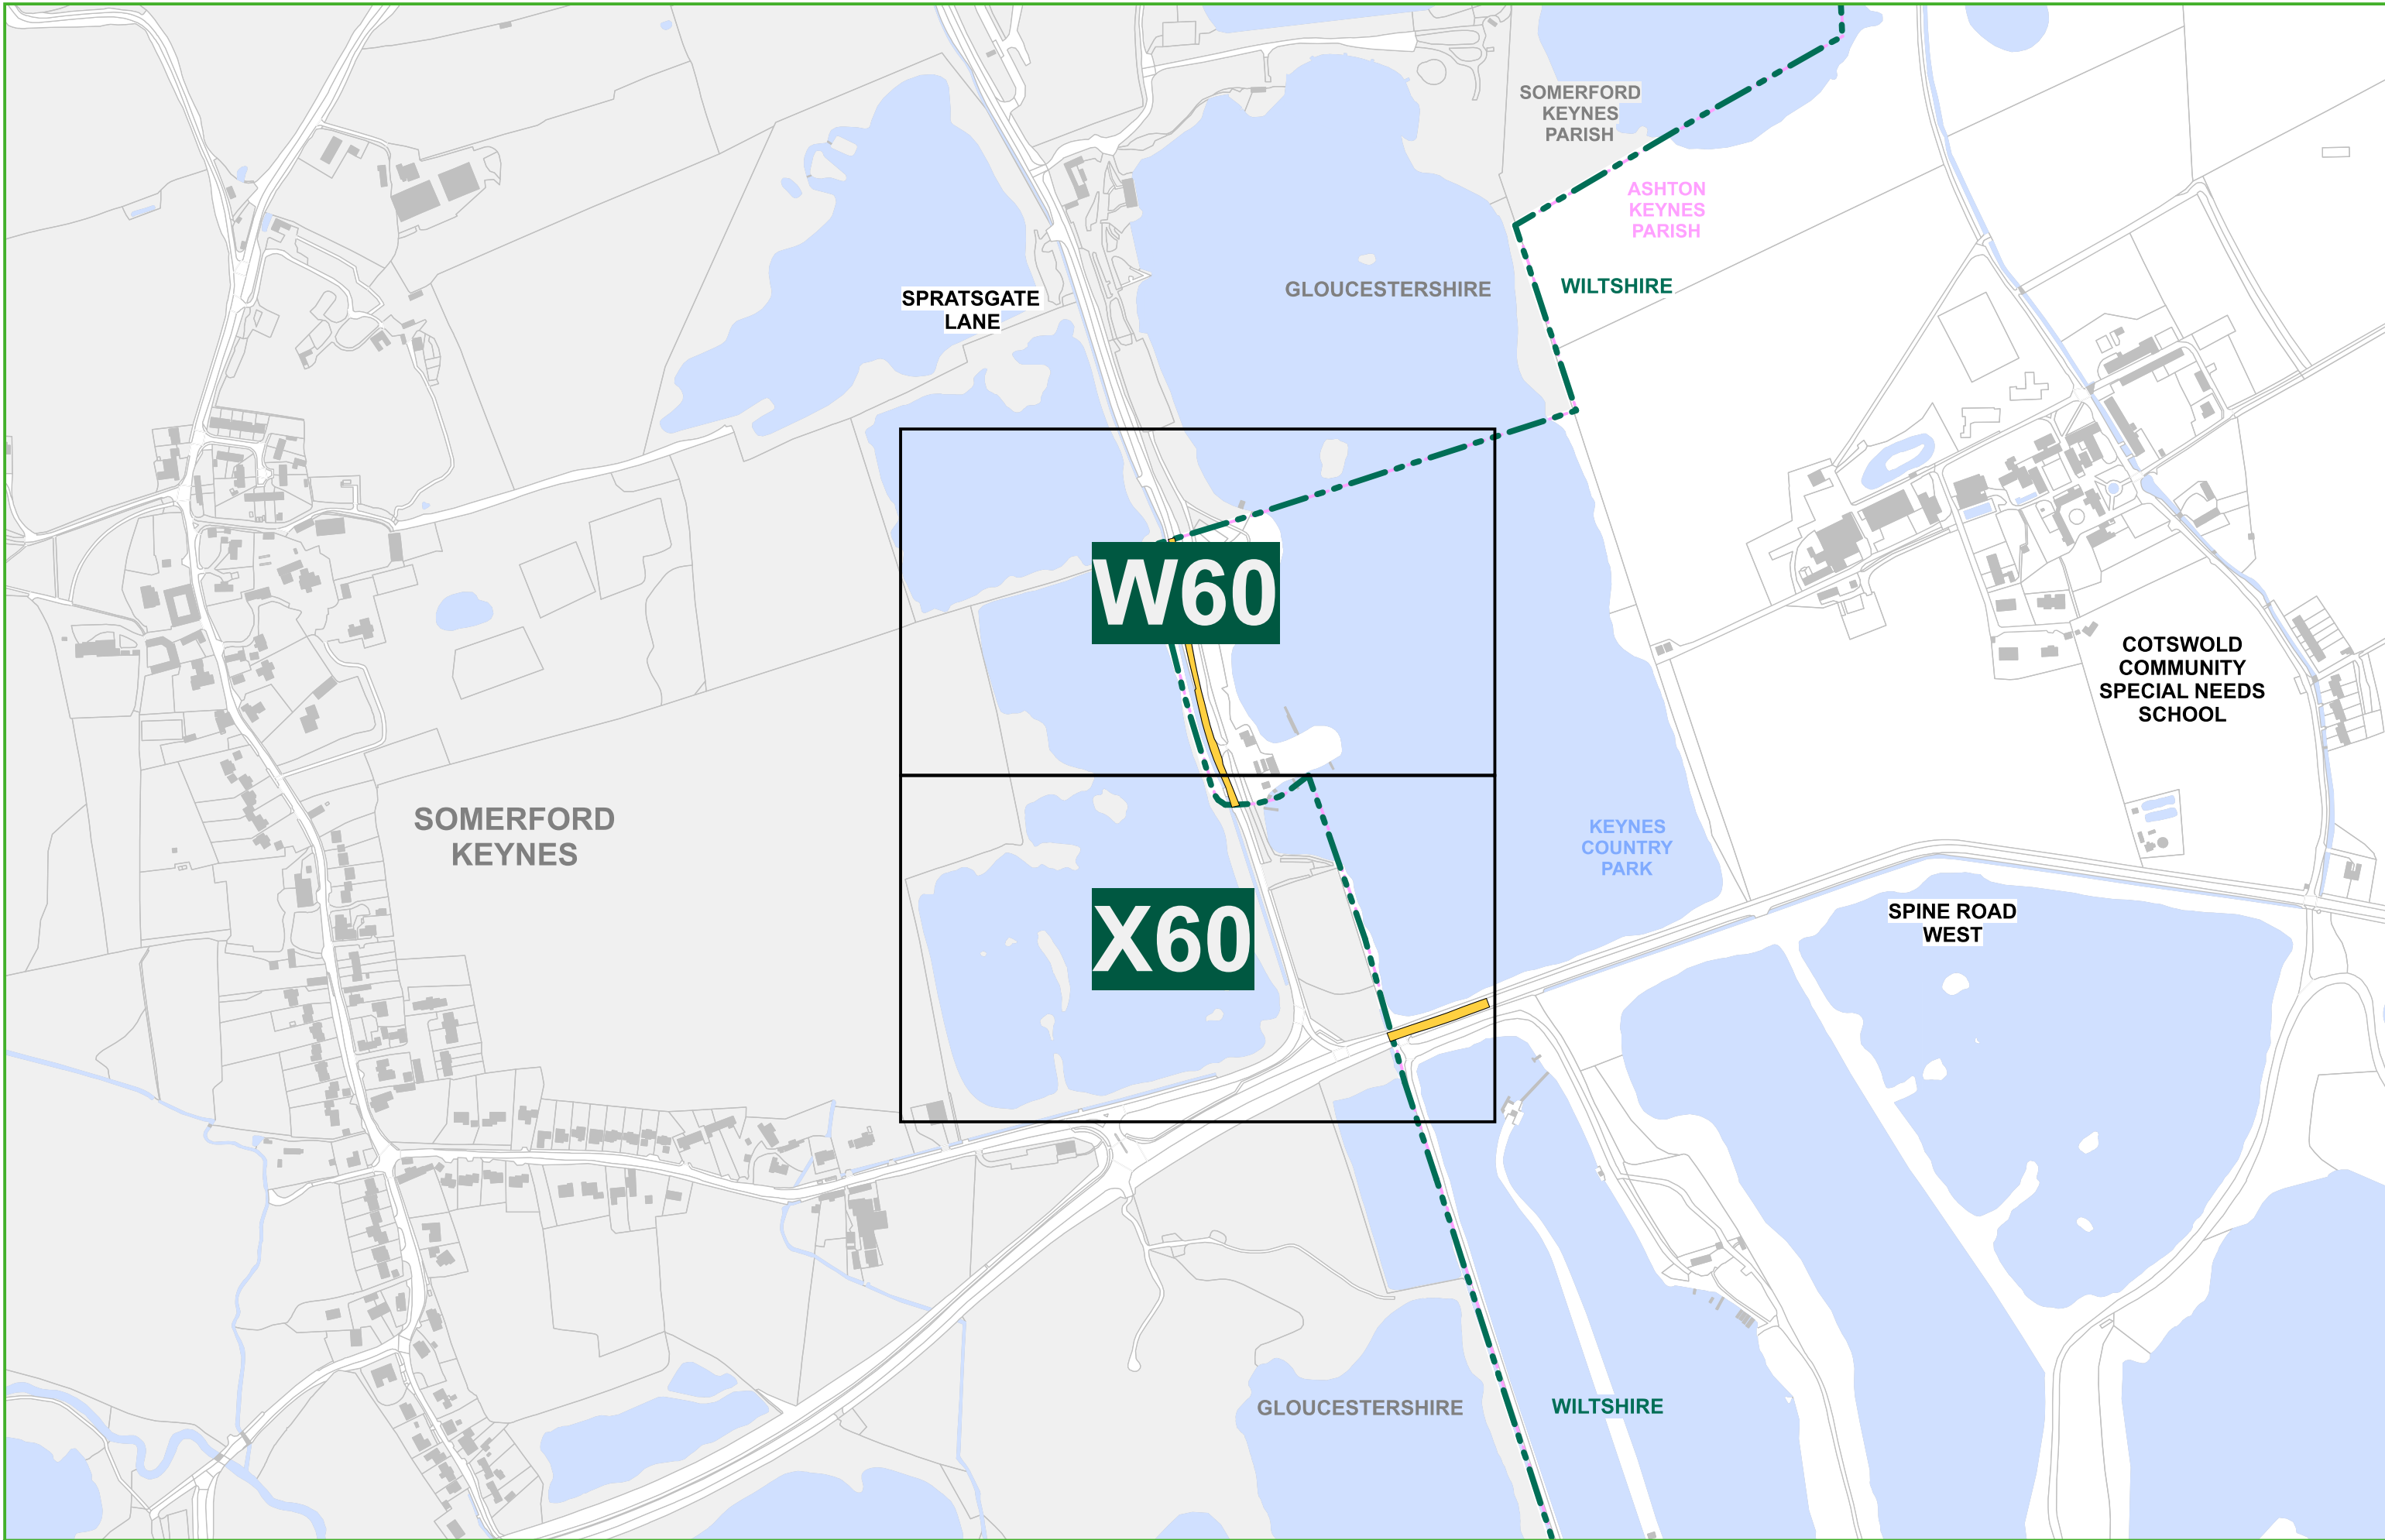 SOMERFORD
KEYNES
PARISH
ASHTON
KEYNES
PARISH
GLOUCESTERSHIRE
WILTSHIRE
SPRATSGATE
LANE
W60
COTSWOLD
COMMUNITY
SPECIAL NEEDS
SCHOOL
SOMERFORD
KEYNES
KEYNES
COUNTRY
PARK
X60
SPINE ROAD
WEST
GLOUCESTERSHIRE
WILTSHIRE